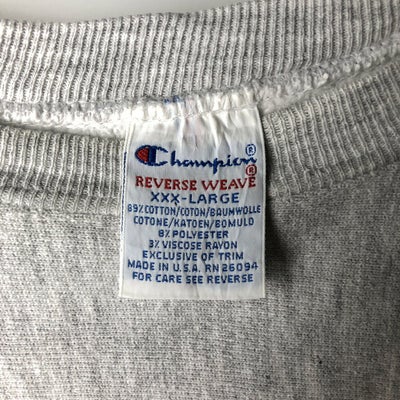 Champion®
REVERSE WEAVE®
XXX-LARGE
89% COTTON/COTON/BAUMWOLLE
COTONE/KATOEN/BOMULD
8% POLYESTER
3% VISCOSE RAYON
EXCLUSIVE OF TRIM
MADE IN U.S.A. RN 26094
FOR CARE SEE REVERSE